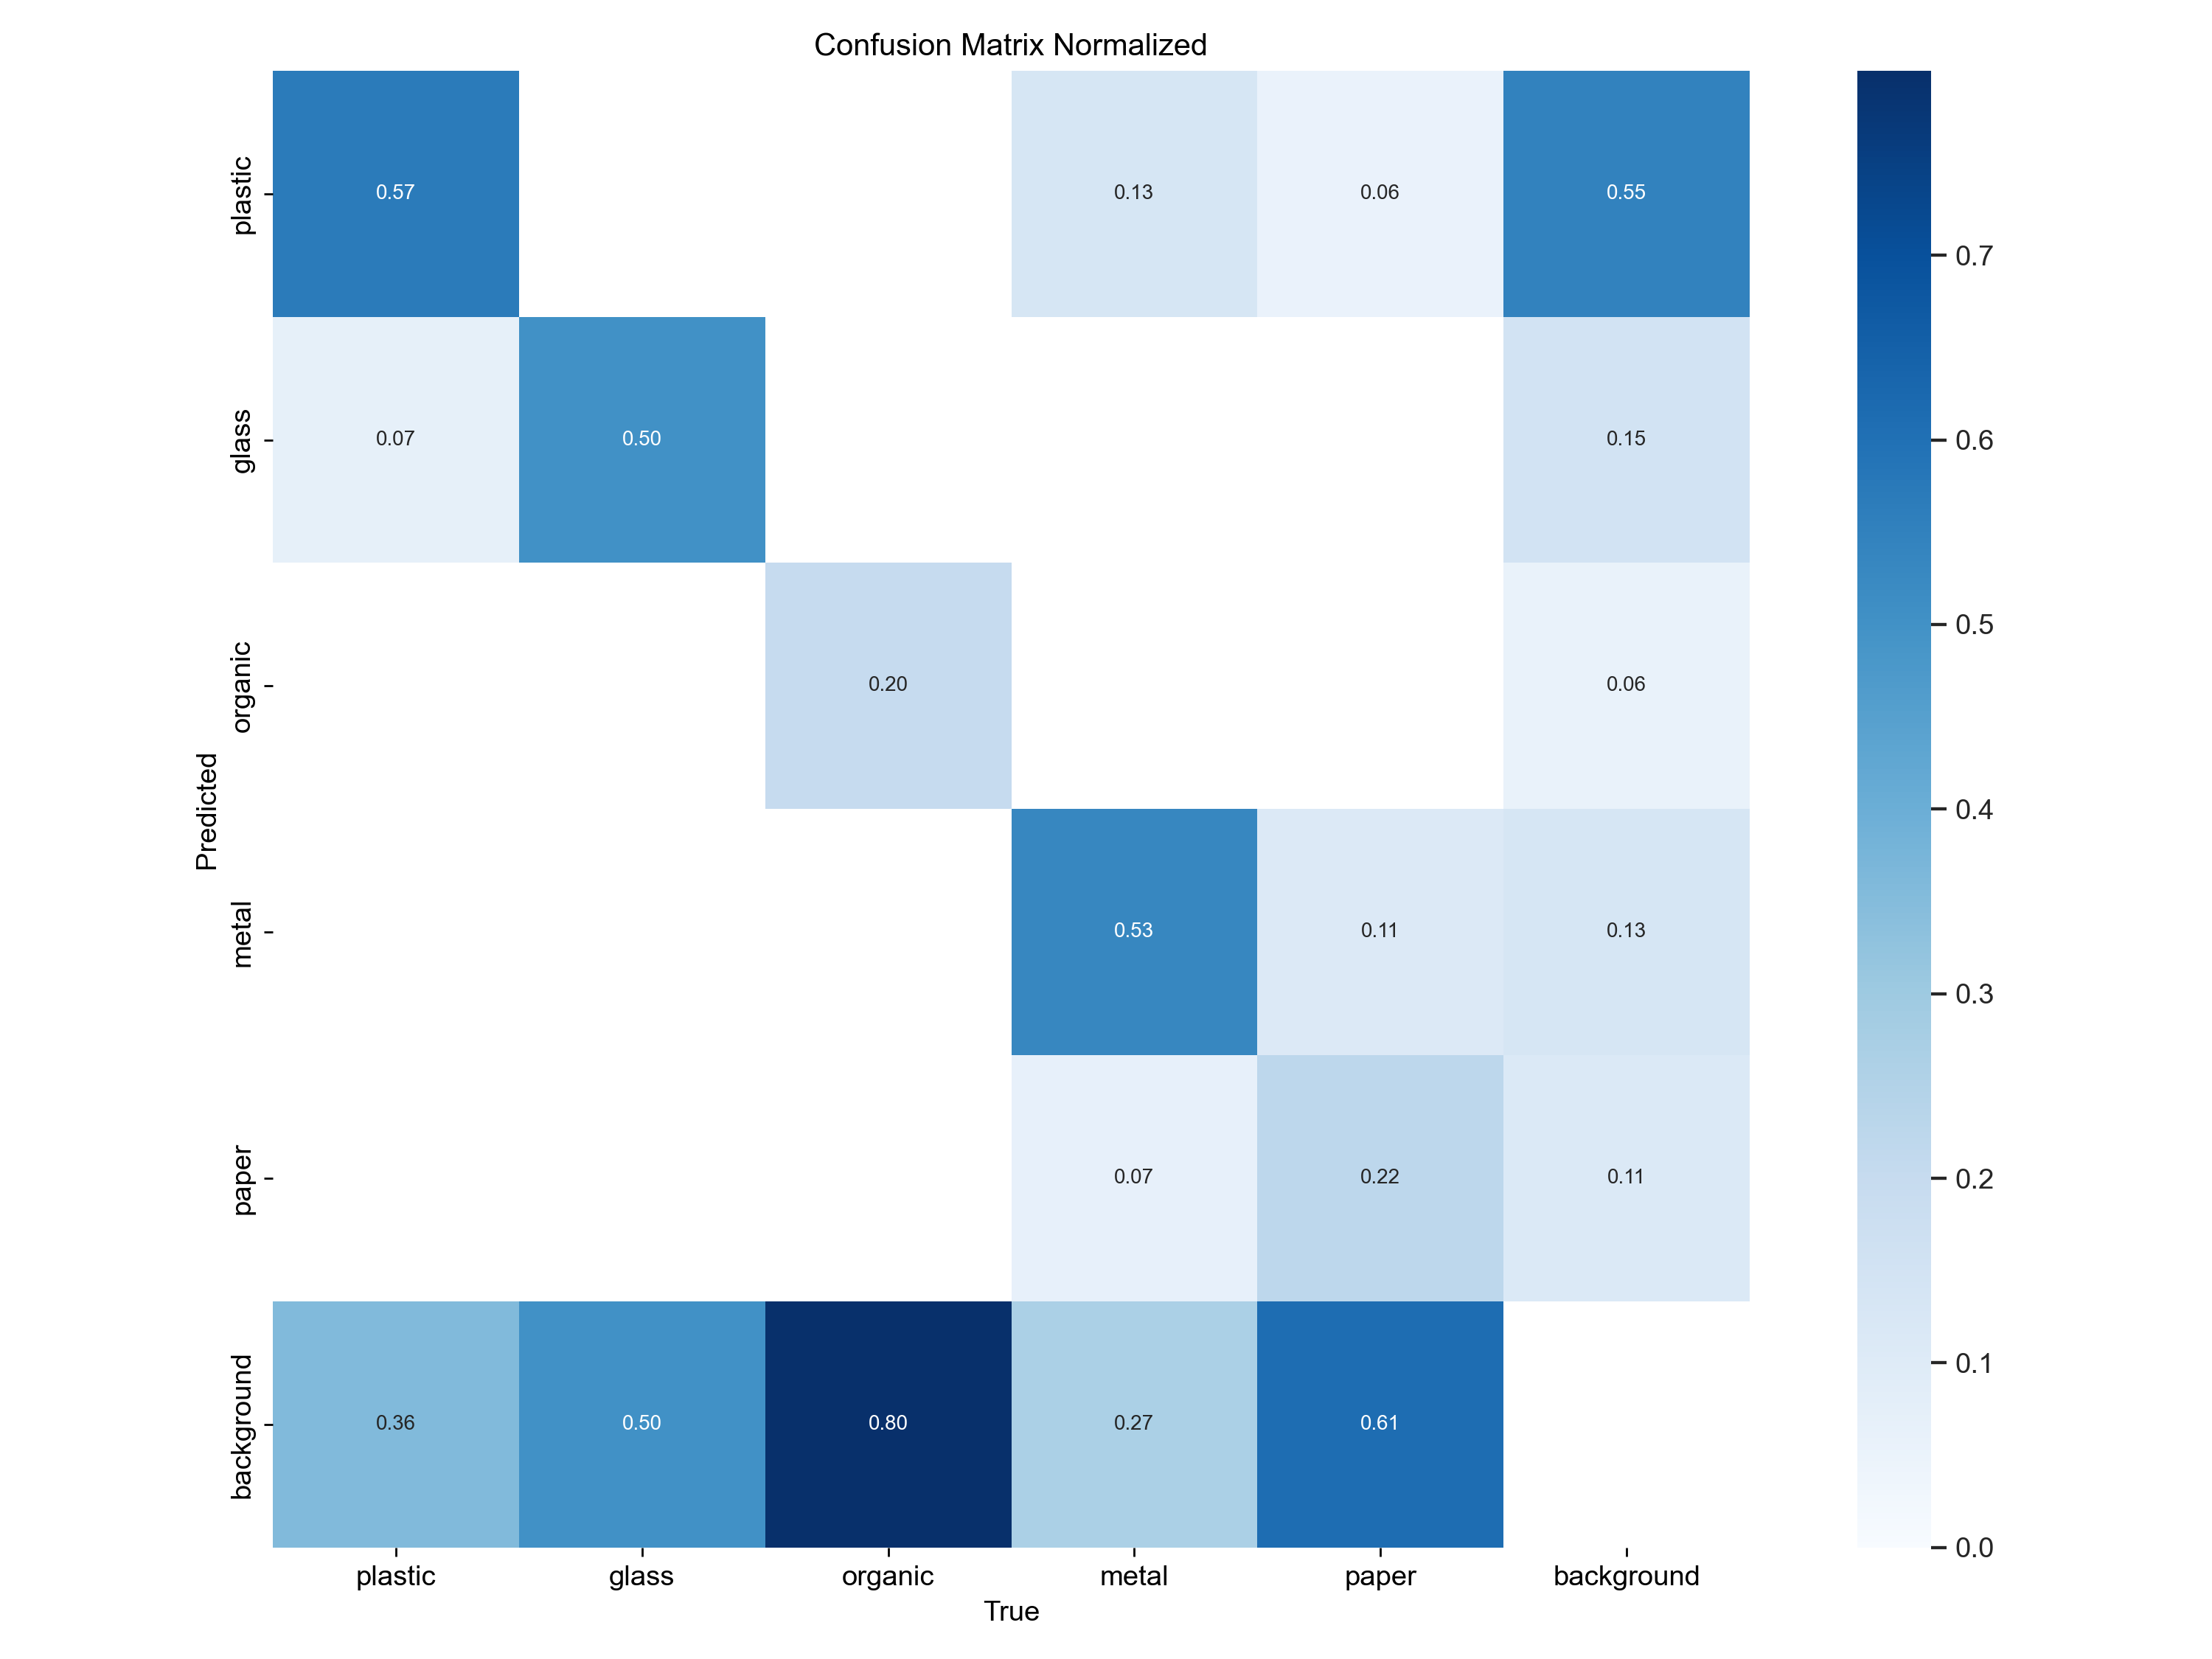 Confusion Matrix Normalized
plastic
0.57
0.13
0.06
0.55
glass
0.07
0.50
0.15
organic
0.20
0.06
metal
0.53
0.11
0.13
paper
0.07
0.22
0.11
background
0.36
0.50
0.80
0.27
0.61
Predicted
plastic
glass
organic
metal
paper
background
True
0.7
0.6
0.5
0.4
0.3
0.2
0.1
0.0